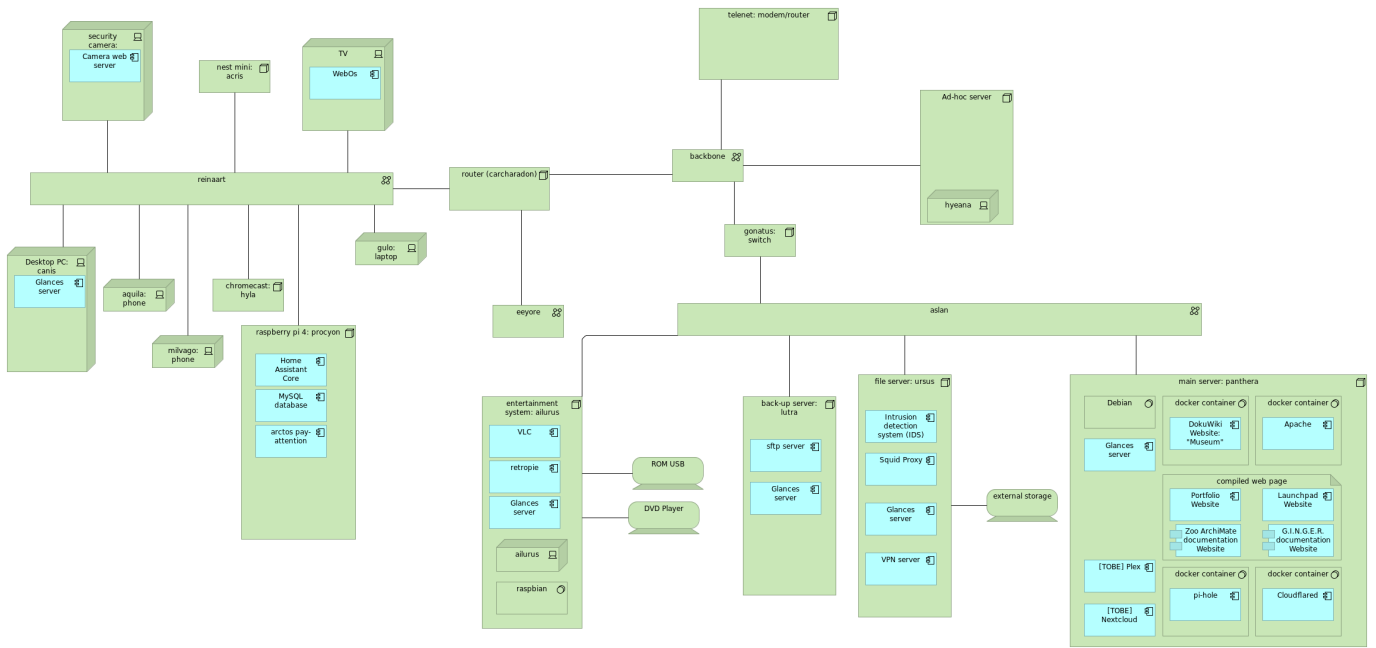 telenet: modem/router
security
camera:
Camera web
server
nest mini:
acris
TV
WebOs
Ad-hoc server
hyeana
backbone
reinaart
router (carcharadon)
gonatus:
switch
gulo:
laptop
Desktop PC:
canis
Glances
server
aquila:
phone
chromecast:
hyla
milvago:
phone
eeyore
aslan
raspberry pi 4: procyon
Home
Assistant
Core
MySQL
database
arctos pay-
attention
entertainment
system: ailurus
VLC
retropie
Glances
server
ailurus
raspbian
ROM USB
DVD Player
back-up server:
lutra
sftp server
Glances
server
file server: ursus
Intrusion
detection
system (IDS)
Squid Proxy
Glances
server
VPN server
external storage
main server: panthera
Debian
Glances
server
[TOBE] Plex
[TOBE]
Nextcloud
docker container
DokuWiki
Website:
"Museum"
docker container
Apache
compiled web page
Portfolio
Website
Launchpad
Website
Zoo ArchiMate
documentation
Website
G.I.N.G.E.R.
documentation
Website
docker container
pi-hole
docker container
Cloudflared